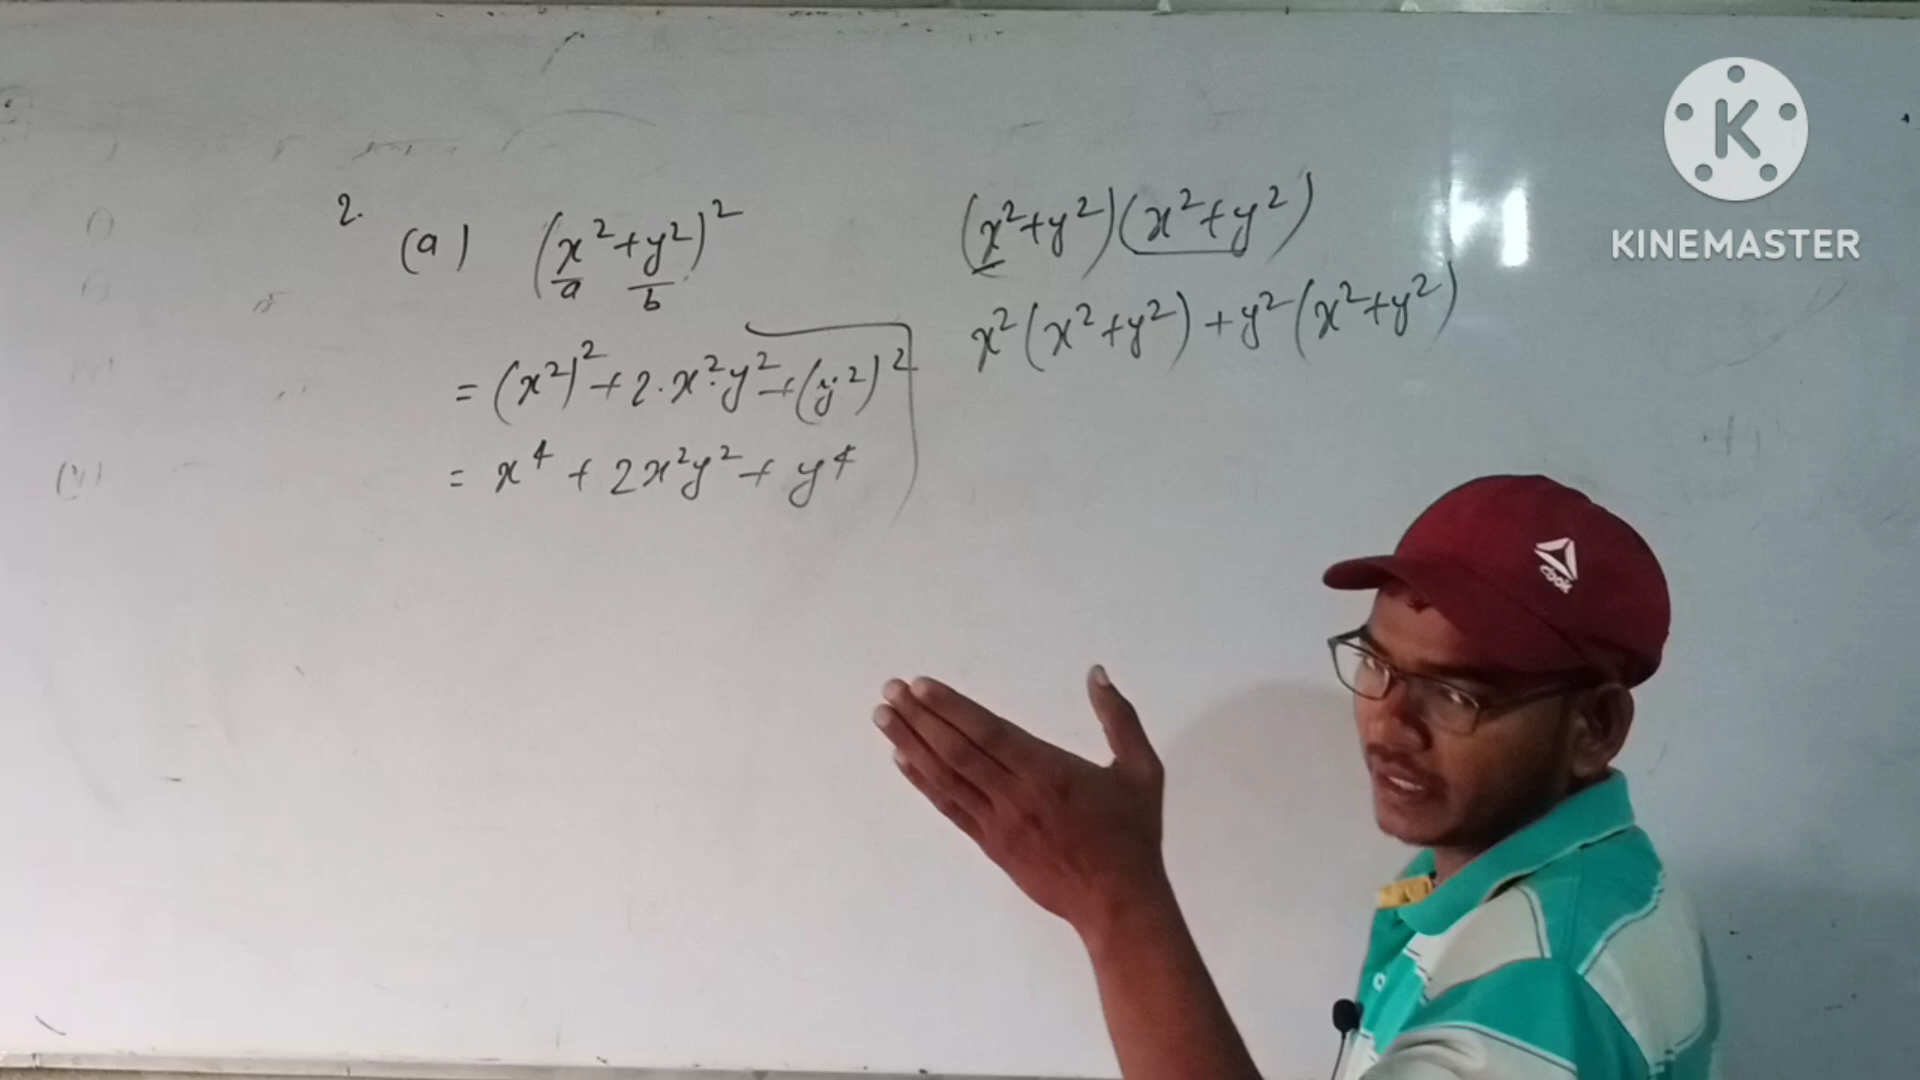 2. (a) (x²+y²)²
a b
= (x²)²+2.x².y²+(y²)²
= x⁴ + 2x²y² + y⁴
(x²+y²)(x²+y²)
x²(x²+y²)+y²(x²+y²)
K
KINEMASTER
cook